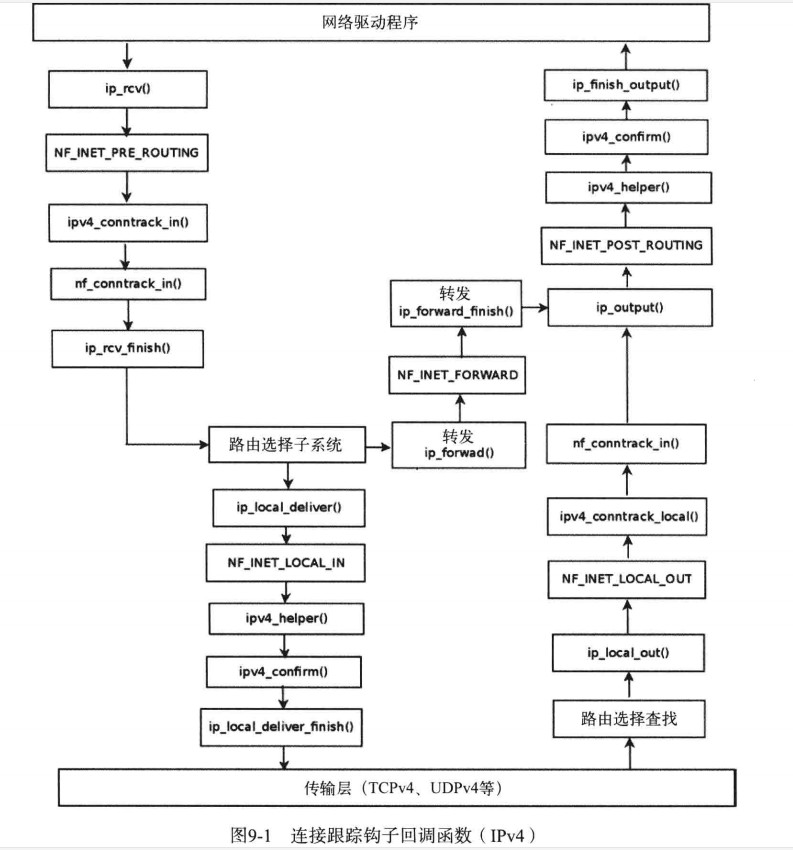 网络驱动程序
ip_rcv()
NF_INET_PRE_ROUTING
ipv4_conntrack_in()
nf_conntrack_in()
ip_rcv_finish()
路由选择子系统
ip_local_deliver()
NF_INET_LOCAL_IN
ipv4_helper()
ipv4_confirm()
ip_local_deliver_finish()
转发
ip_forward_finish()
NF_INET_FORWARD
转发
ip_forwad()
ip_finish_output()
ipv4_confirm()
ipv4_helper()
NF_INET_POST_ROUTING
ip_output()
nf_conntrack_in()
ipv4_conntrack_local()
NF_INET_LOCAL_OUT
ip_local_out()
路由选择查找
传输层（TCPv4、UDPv4等）
图9-1 连接跟踪钩子回调函数（IPv4）